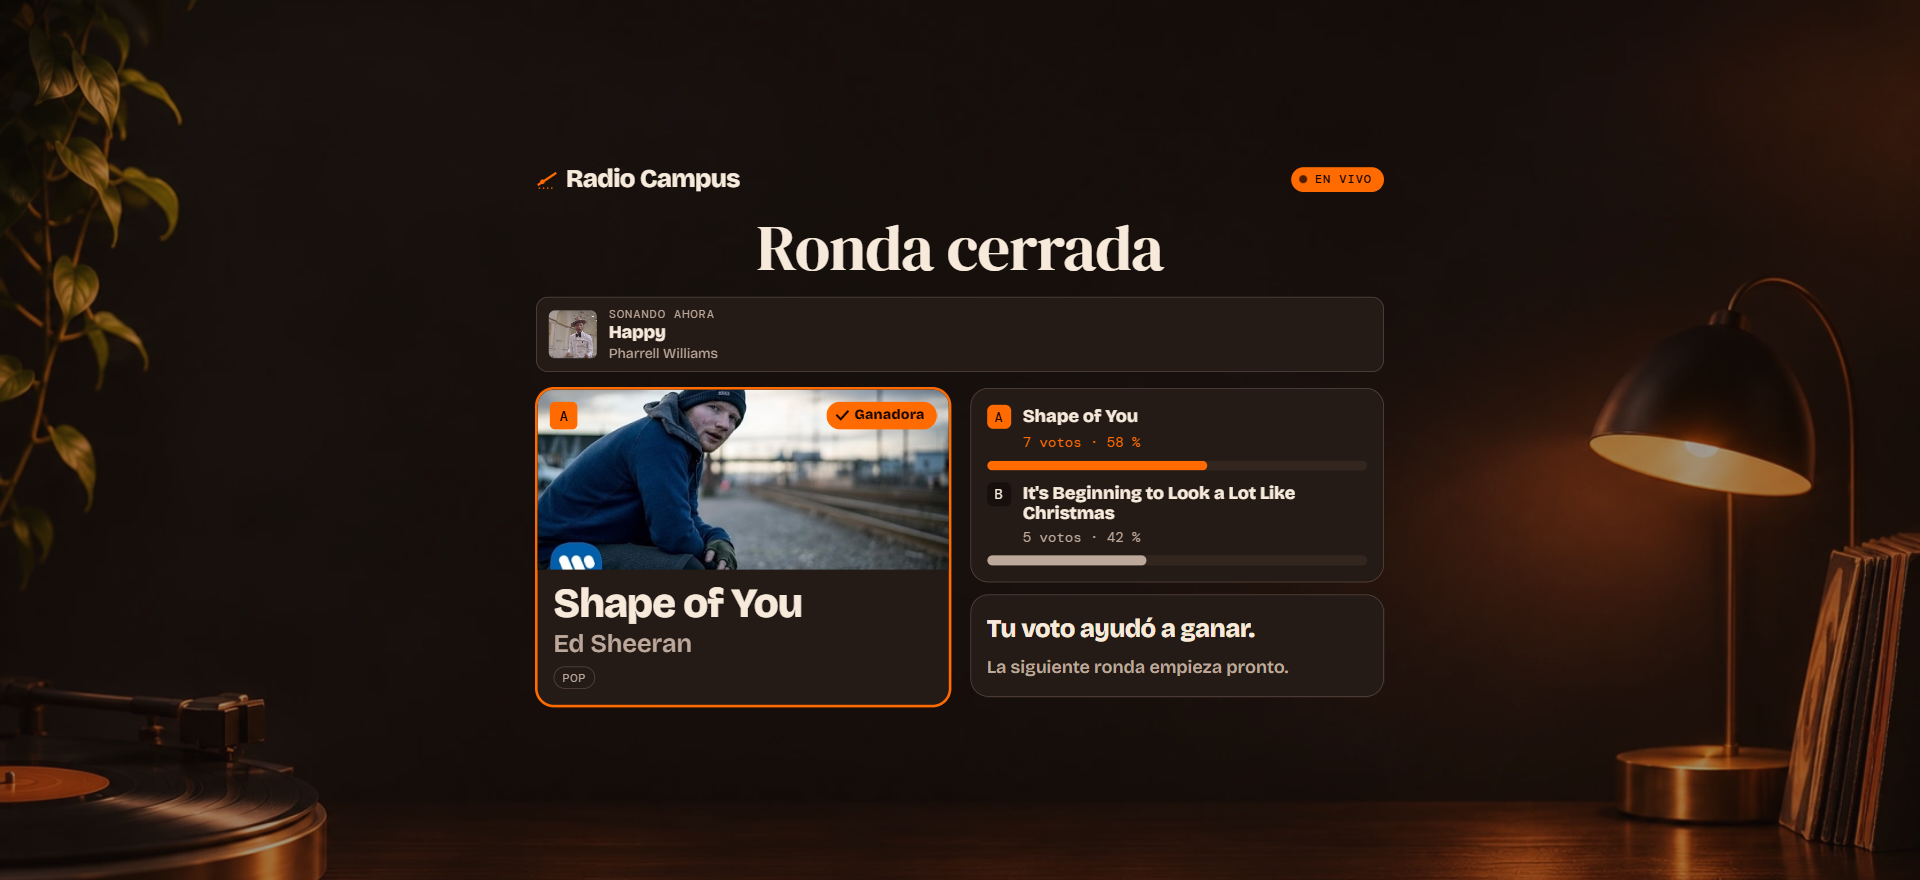 Radio Campus
EN VIVO
Ronda cerrada
SONANDO AHORA
Happy
Pharrell Williams
A
Ganadora
Shape of You
Ed Sheeran
POP
A
Shape of You
7 votos · 58 %
B
It's Beginning to Look a Lot Like
Christmas
5 votos · 42 %
Tu voto ayudó a ganar.
La siguiente ronda empieza pronto.